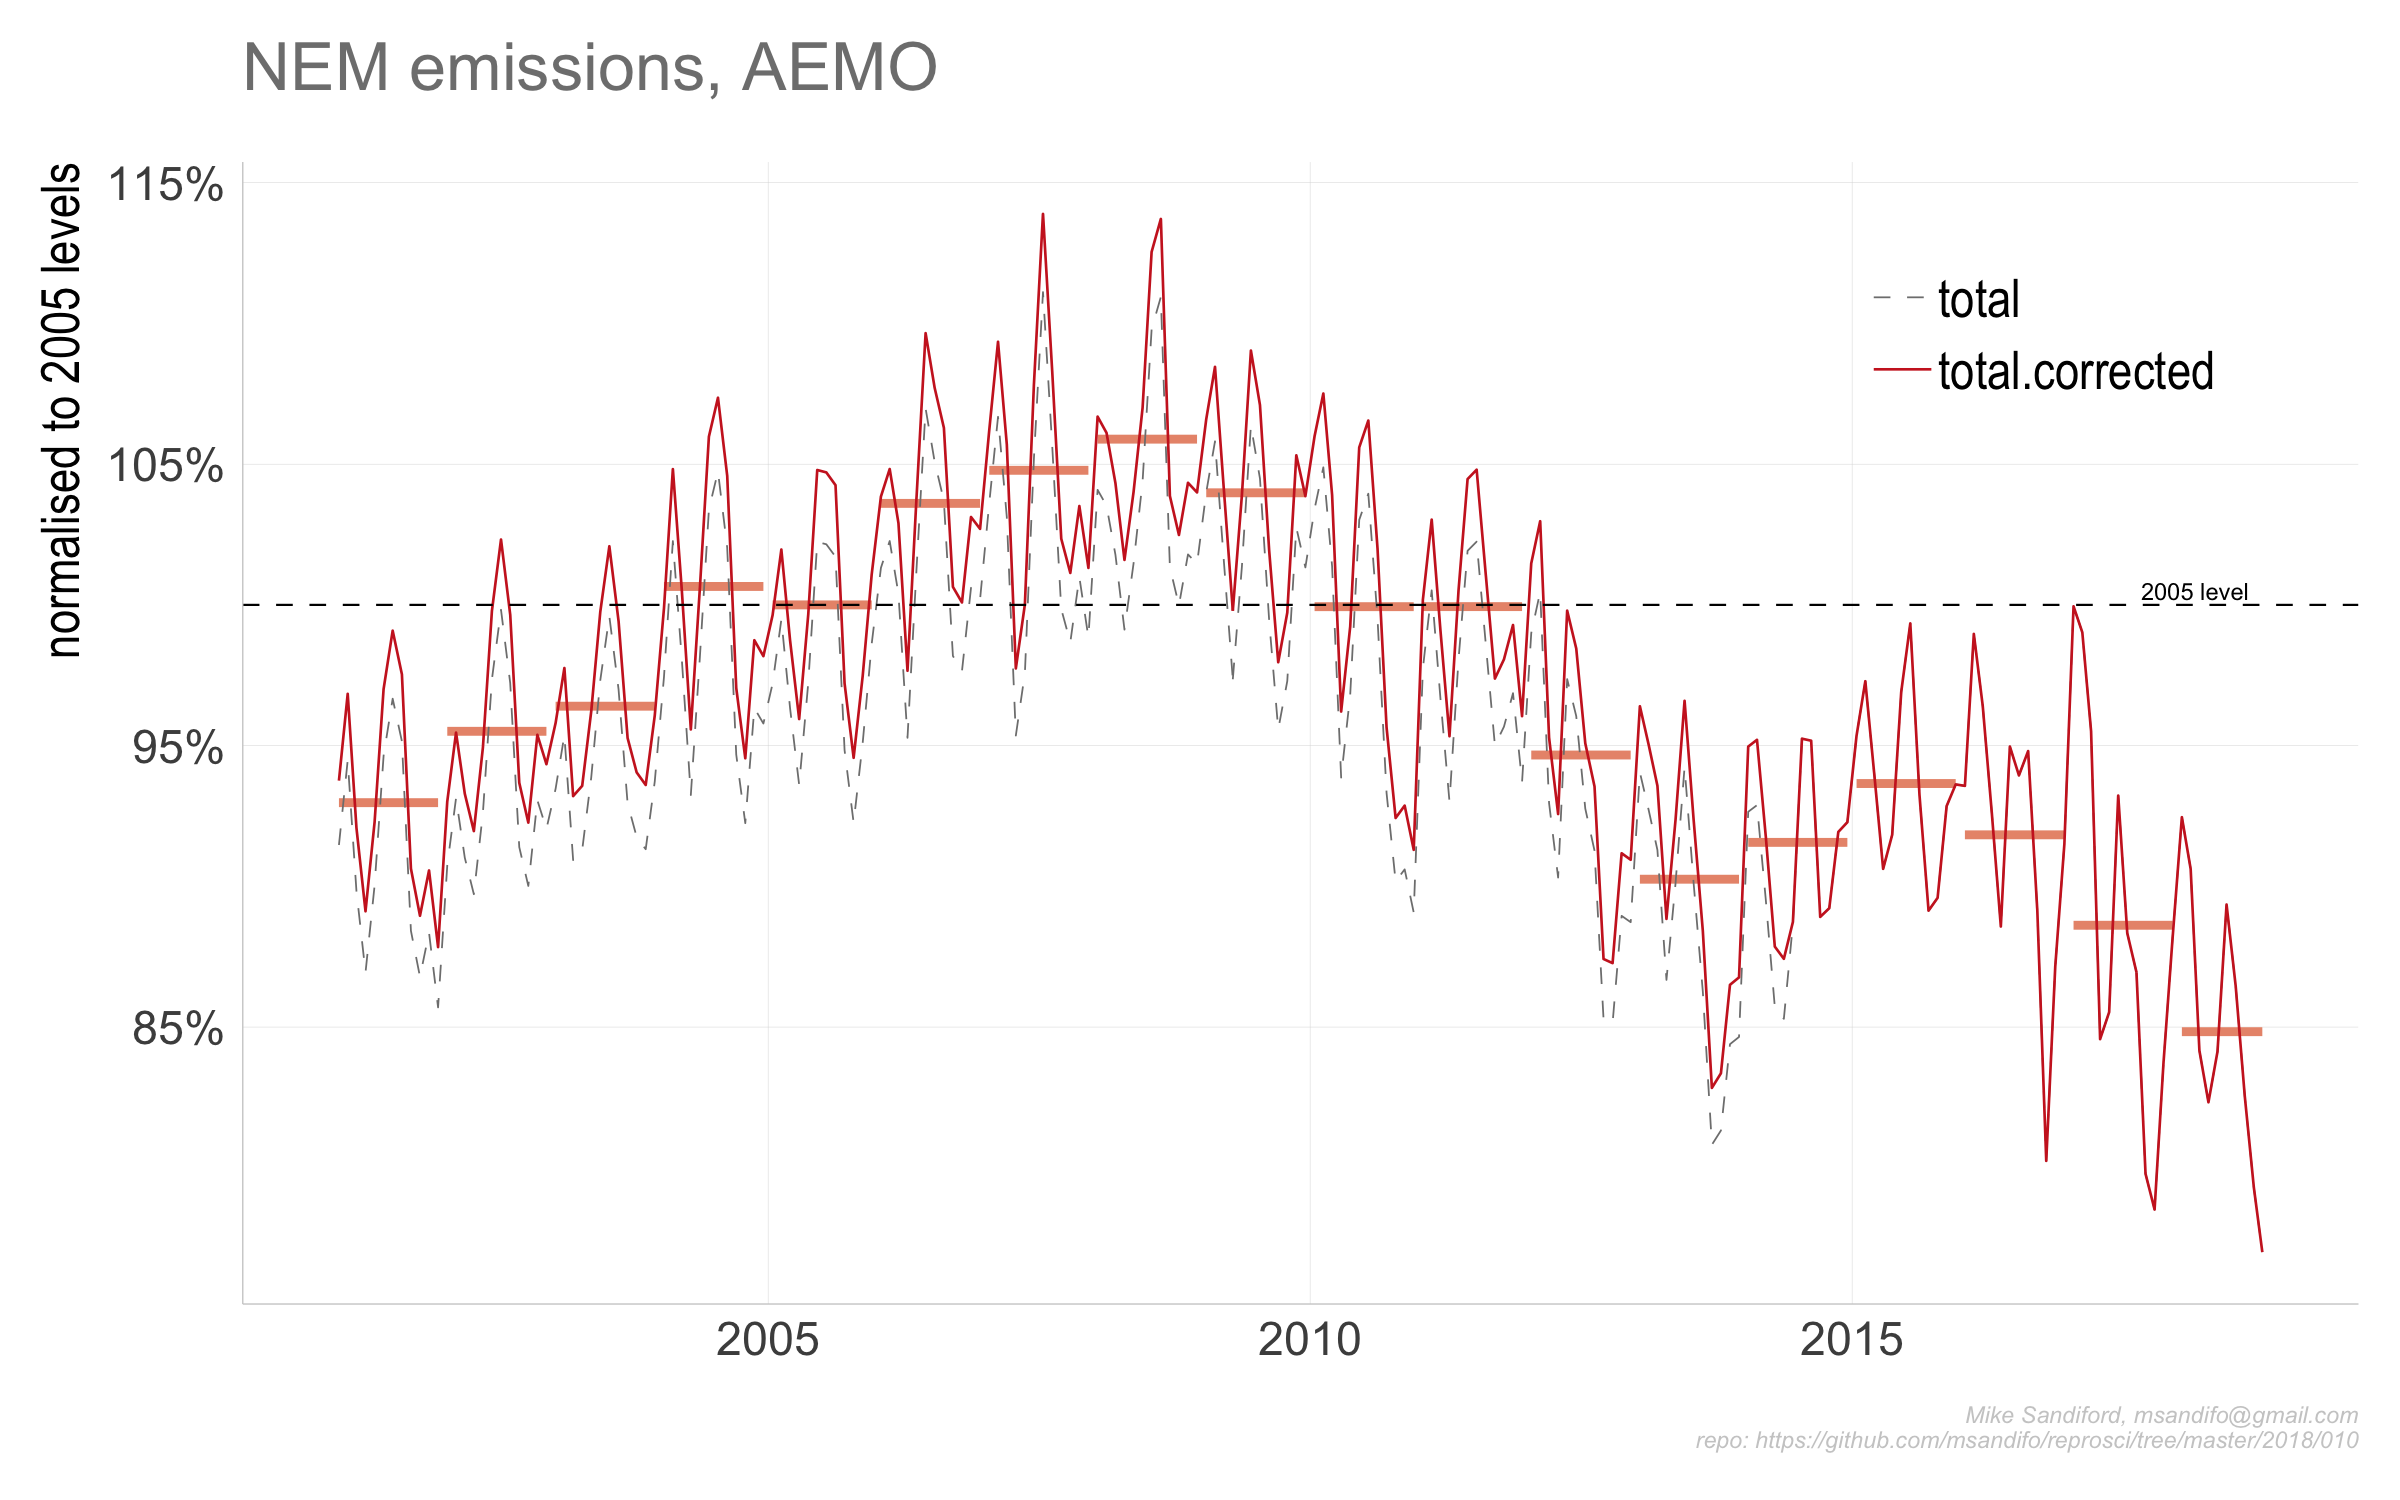 NEM emissions, AEMO
normalised to 2005 levels
115%
105%
95%
85%
total
total.corrected
2005 level
2005
2010
2015
Mike Sandiford, msandifo@gmail.com
repo: https://github.com/msandifo/reprosci/tree/master/2018/010